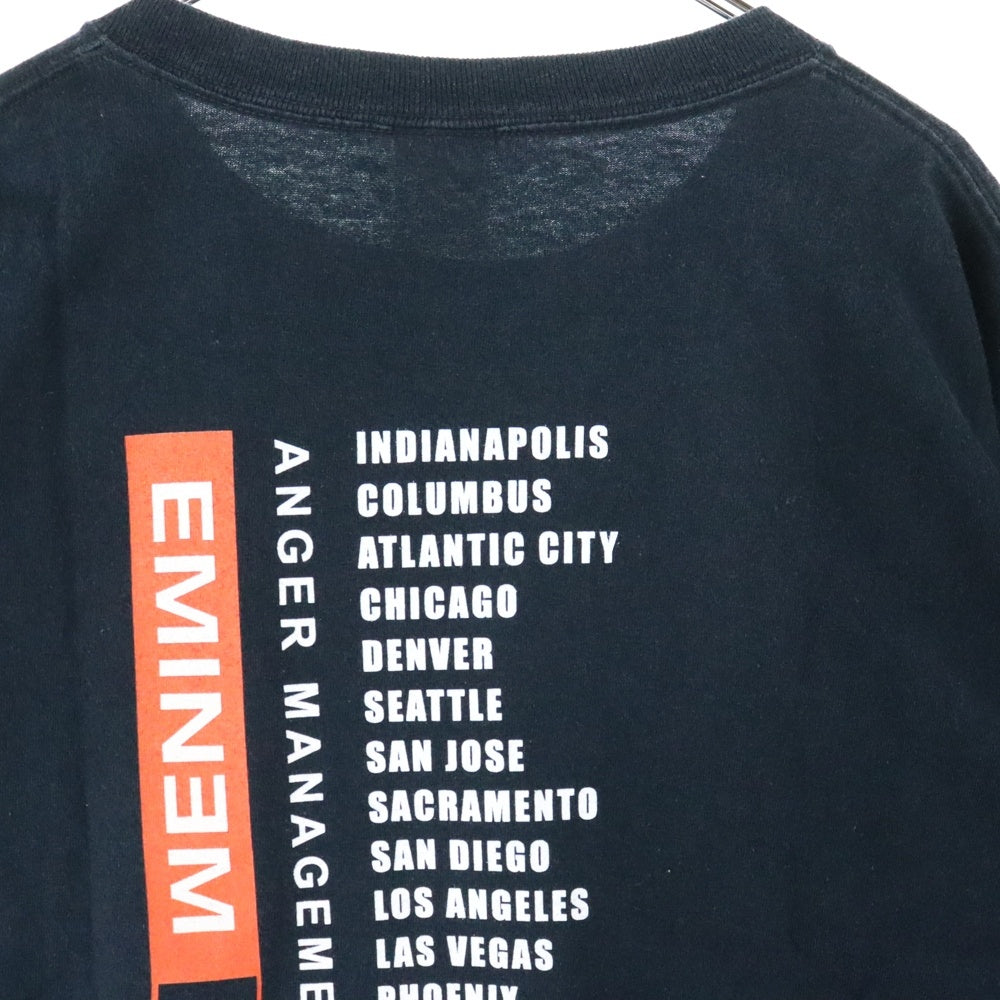 EMINEM
ANGER MANAGEME
INDIANAPOLIS
COLUMBUS
ATLANTIC CITY
CHICAGO
DENVER
SEATTLE
SAN JOSE
SACRAMENTO
SAN DIEGO
LOS ANGELES
LAS VEGAS
PHOENIX